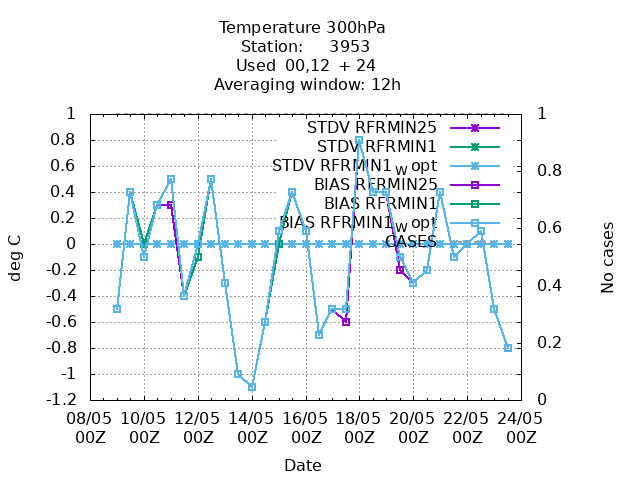 Temperature 300hPa
Station: 3953
Used 00,12 + 24
Averaging window: 12h
1 1
STDV RFRMIN25
0.8
STDV RFRMIN1
0.6 0.8
STDV RFRMIN1_w opt
0.4
BIAS RFRMIN25
BIAS RFRMIN1
0.2 0.6
BIAS RFRMIN1_w opt
0
CASES
deg C
No cases
-0.2
0.4
-0.4
-0.6
0.2
-0.8
-1
-1.2 0
08/05 10/05 12/05 14/05 16/05 18/05 20/05 22/05 24/05
00Z 00Z 00Z 00Z 00Z 00Z 00Z 00Z 00Z
Date